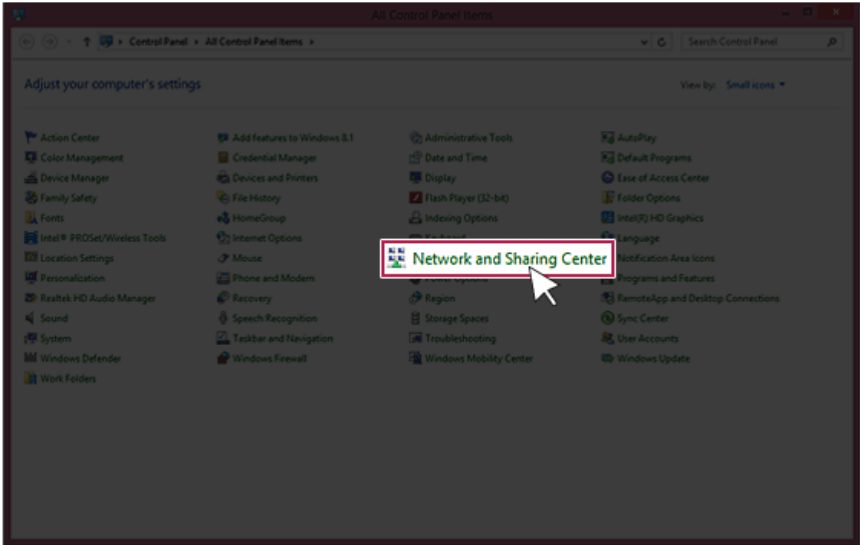 All Control Panel Items
Control Panel All Control Panel Items Search Control Panel
Adjust your computer's settings View by: Small icons
Action Center Add features to Windows 8.1 Administrative Tools AutoPlay
Color Management Credential Manager Date and Time Default Programs
Device Manager Devices and Printers Display Ease of Access Center
Family Safety File History Flash Player (32-bit) Folder Options
Fonts HomeGroup Indexing Options Intel(R) HD Graphics
Intel® PROSet/Wireless Tools Internet Options Keyboard Language
Location Settings Mouse Network and Sharing Center Notification Area Icons
Personalization Phone and Modem Power Options Programs and Features
Realtek HD Audio Manager Recovery Region RemoteApp and Desktop Connections
Sound Speech Recognition Storage Spaces Sync Center
System Taskbar and Navigation Troubleshooting User Accounts
Windows Defender Windows Firewall Windows Mobility Center Windows Update
Work Folders